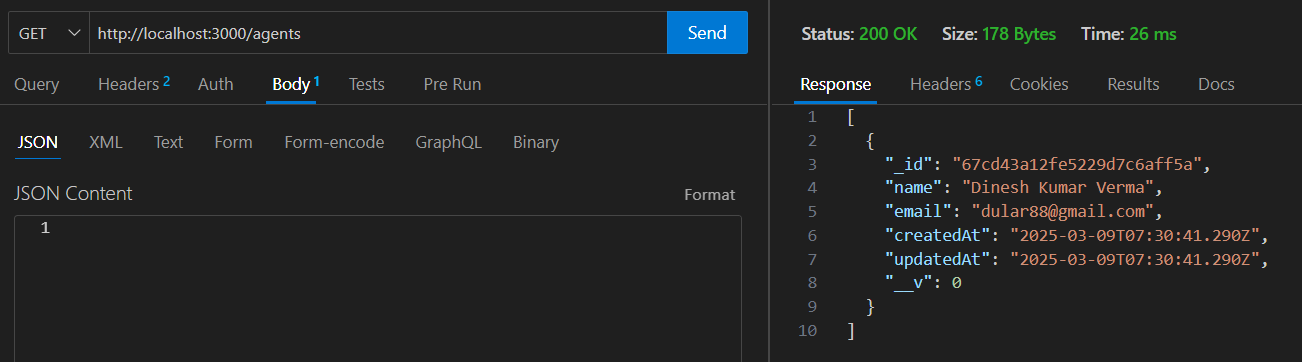 GET http://localhost:3000/agents Send
Query Headers 2 Auth Body 1 Tests Pre Run
JSON XML Text Form Form-encode GraphQL Binary
JSON Content Format
1
Status: 200 OK Size: 178 Bytes Time: 26 ms
Response Headers 6 Cookies Results Docs
1 [
2 {
3 "_id": "67cd43a12fe5229d7c6aff5a",
4 "name": "Dinesh Kumar Verma",
5 "email": "dular88@gmail.com",
6 "createdAt": "2025-03-09T07:30:41.290Z",
7 "updatedAt": "2025-03-09T07:30:41.290Z",
8 "__v": 0
9 }
10 ]